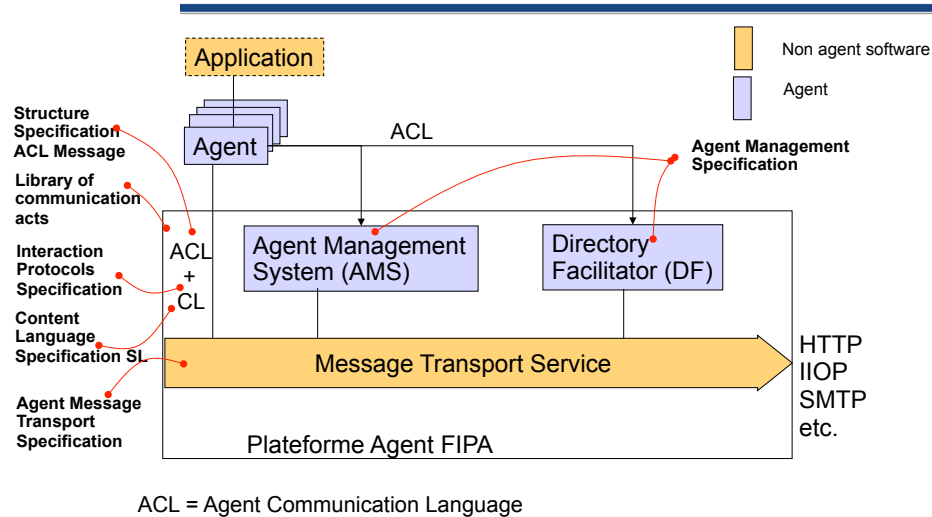 Application
Non agent software
Agent
Structure
Specification
ACL Message
Agent
ACL
Agent Management
Specification
Library of
communication
acts
ACL
+
CL
Agent Management
System (AMS)
Directory
Facilitator (DF)
Interaction
Protocols
Specification
Content
Language
Specification SL
Message Transport Service
HTTP
IIOP
SMTP
etc.
Agent Message
Transport
Specification
Plateforme Agent FIPA
ACL = Agent Communication Language